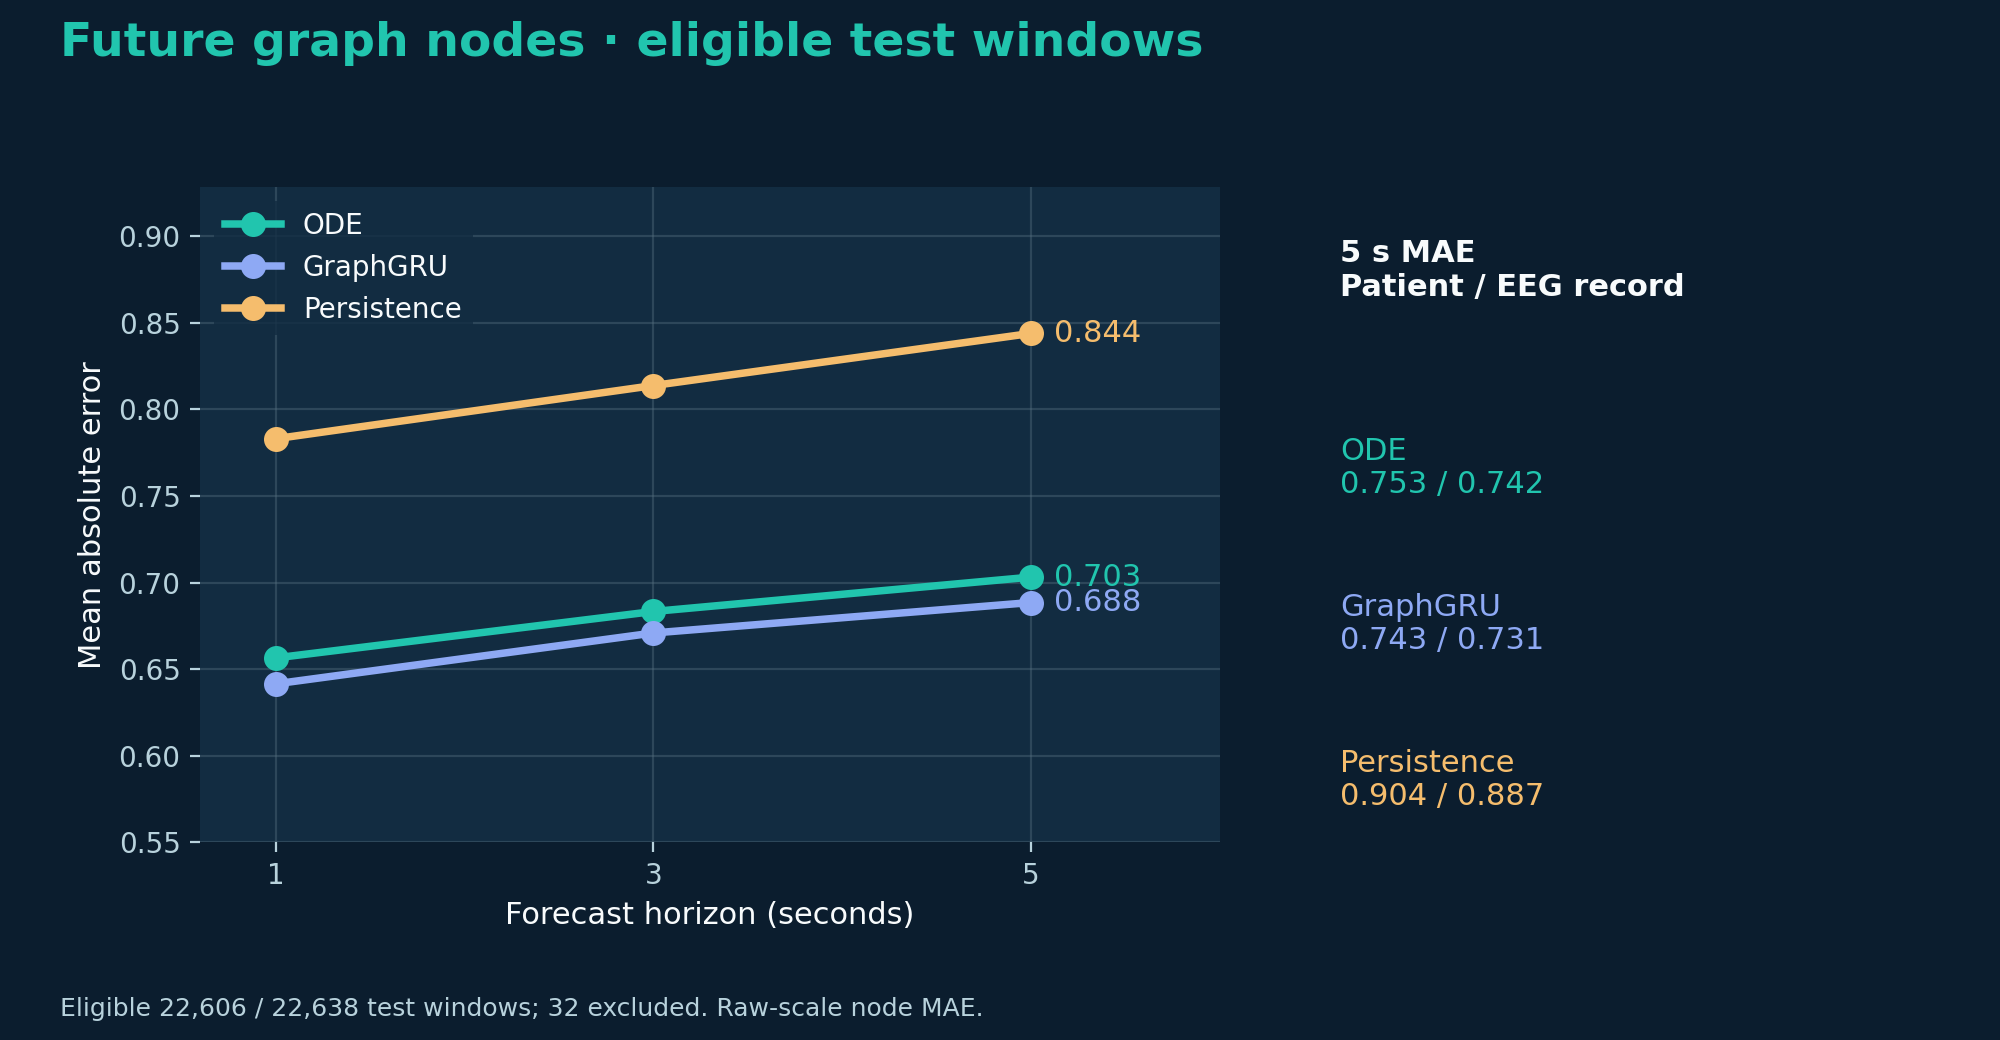 Future graph nodes · eligible test windows
ODE
GraphGRU
Persistence
0.90
0.85
0.80
0.75
0.70
0.65
0.60
0.55
Mean absolute error
0.844
0.703
0.688
1
3
5
Forecast horizon (seconds)
5 s MAE
Patient / EEG record
ODE
0.753 / 0.742
GraphGRU
0.743 / 0.731
Persistence
0.904 / 0.887
Eligible 22,606 / 22,638 test windows; 32 excluded. Raw-scale node MAE.